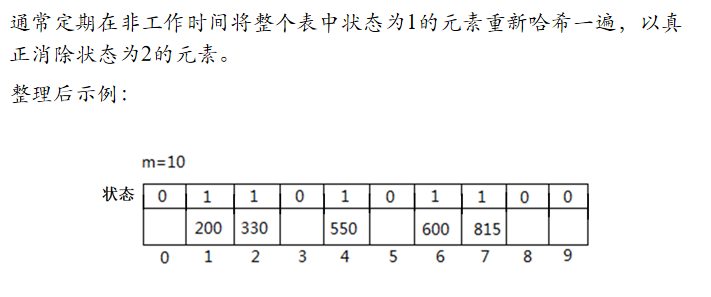 通常定期在非工作时间将整个表中状态为1的元素重新哈希一遍，以真
正消除状态为2的元素。
整理后示例：
m=10
状态 0 1 1 0 1 0 1 1 0 0
200 330 550 600 815
0 1 2 3 4 5 6 7 8 9